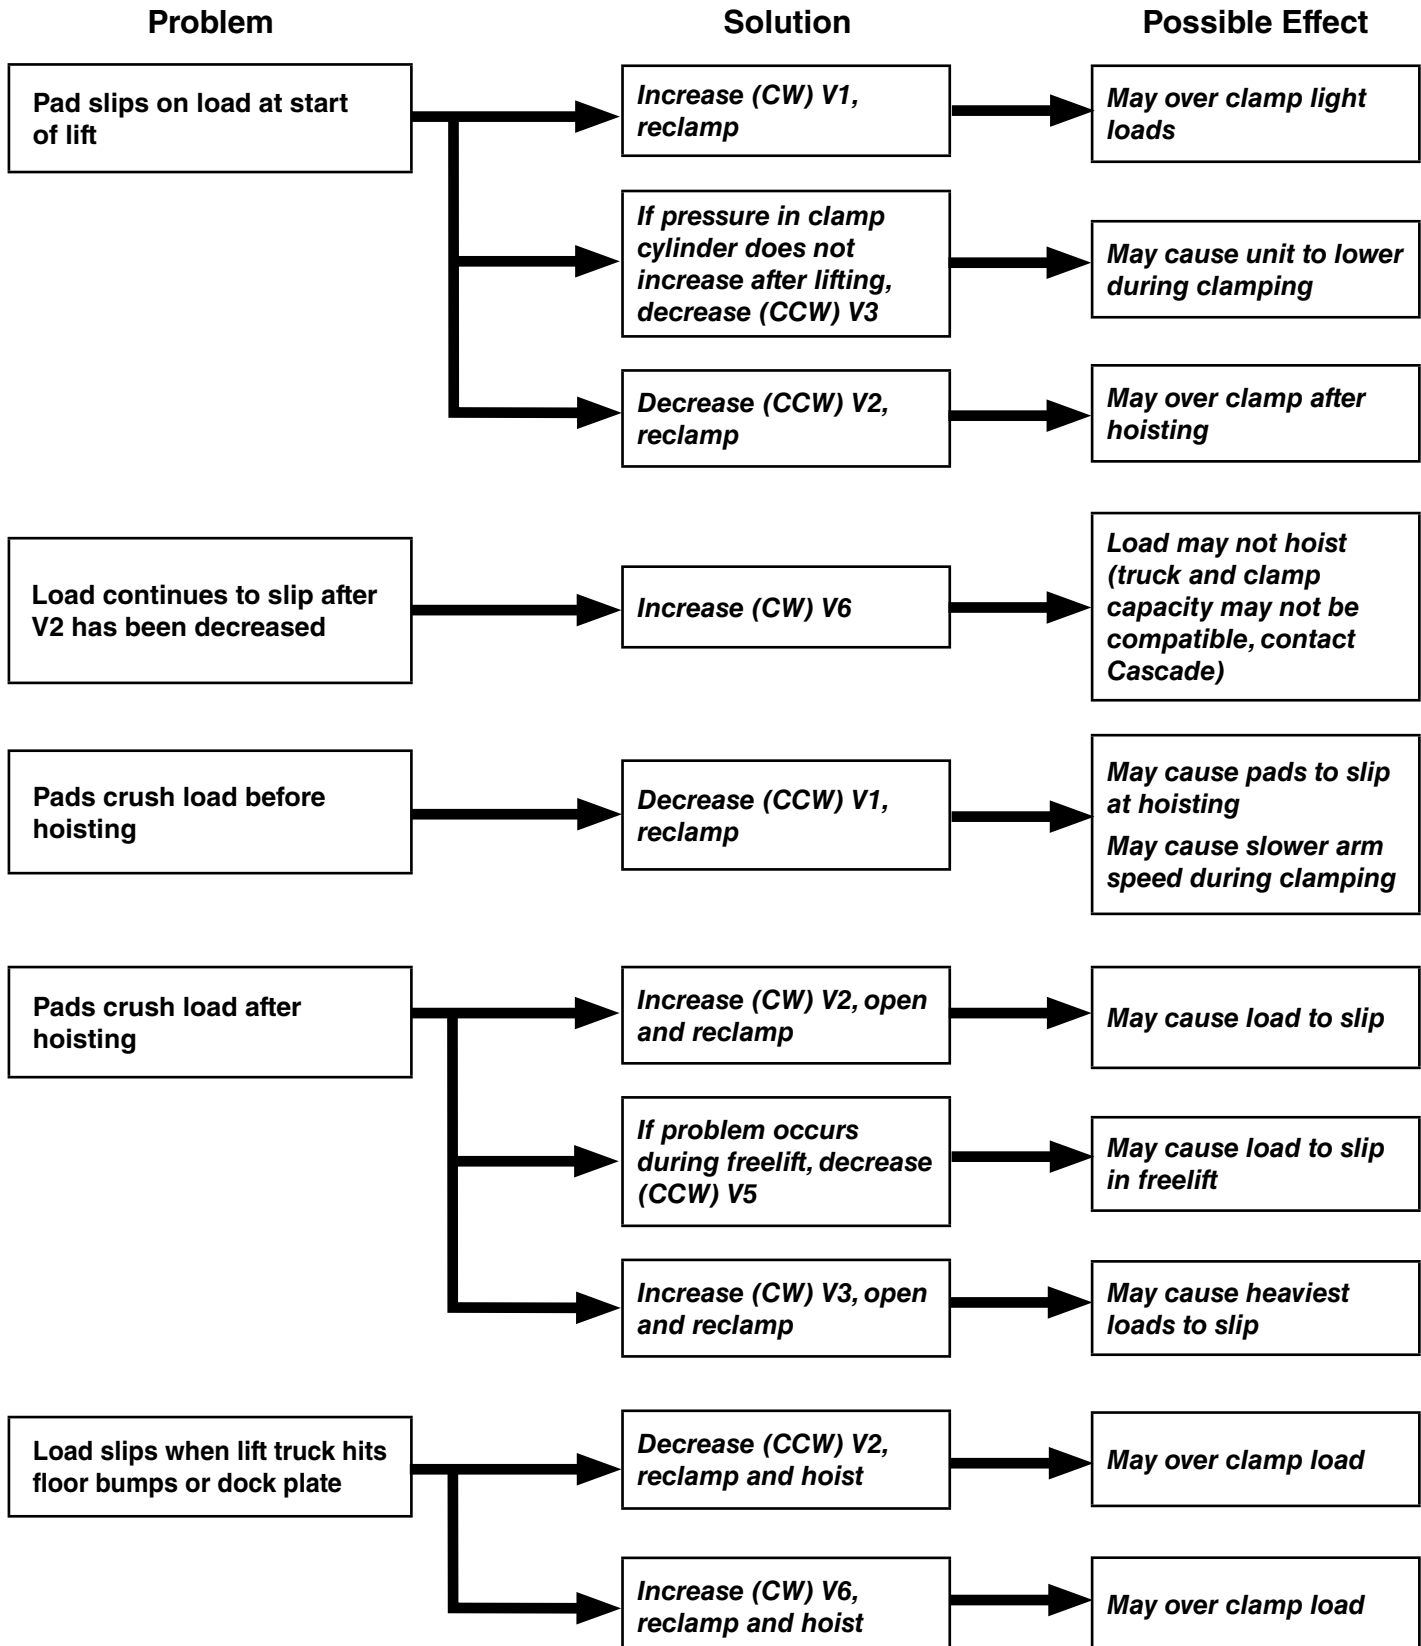 Problem
Solution
Possible Effect
Pad slips on load at start
of lift
Increase (CW) V1,
reclamp
May over clamp light
loads
If pressure in clamp
cylinder does not
increase after lifting,
decrease (CCW) V3
May cause unit to lower
during clamping
Decrease (CCW) V2,
reclamp
May over clamp after
hoisting
Load continues to slip after
V2 has been decreased
Increase (CW) V6
Load may not hoist
(truck and clamp
capacity may not be
compatible, contact
Cascade)
Pads crush load before
hoisting
Decrease (CCW) V1,
reclamp
May cause pads to slip
at hoisting
May cause slower arm
speed during clamping
Pads crush load after
hoisting
Increase (CW) V2, open
and reclamp
May cause load to slip
If problem occurs
during freelift, decrease
(CCW) V5
May cause load to slip
in freelift
Increase (CW) V3, open
and reclamp
May cause heaviest
loads to slip
Load slips when lift truck hits
floor bumps or dock plate
Decrease (CCW) V2,
reclamp and hoist
May over clamp load
Increase (CW) V6,
reclamp and hoist
May over clamp load